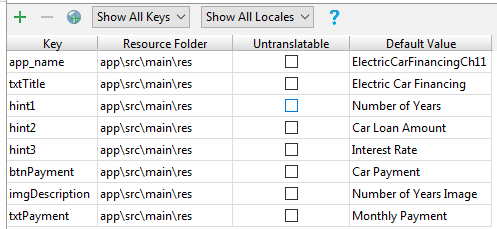 Show All Keys Show All Locales ?
Key Resource Folder Untranslatable Default Value
app_name app\src\main\res ElectricCarFinancingCh11
txtTitle app\src\main\res Electric Car Financing
hint1 app\src\main\res Number of Years
hint2 app\src\main\res Car Loan Amount
hint3 app\src\main\res Interest Rate
btnPayment app\src\main\res Car Payment
imgDescription app\src\main\res Number of Years Image
txtPayment app\src\main\res Monthly Payment